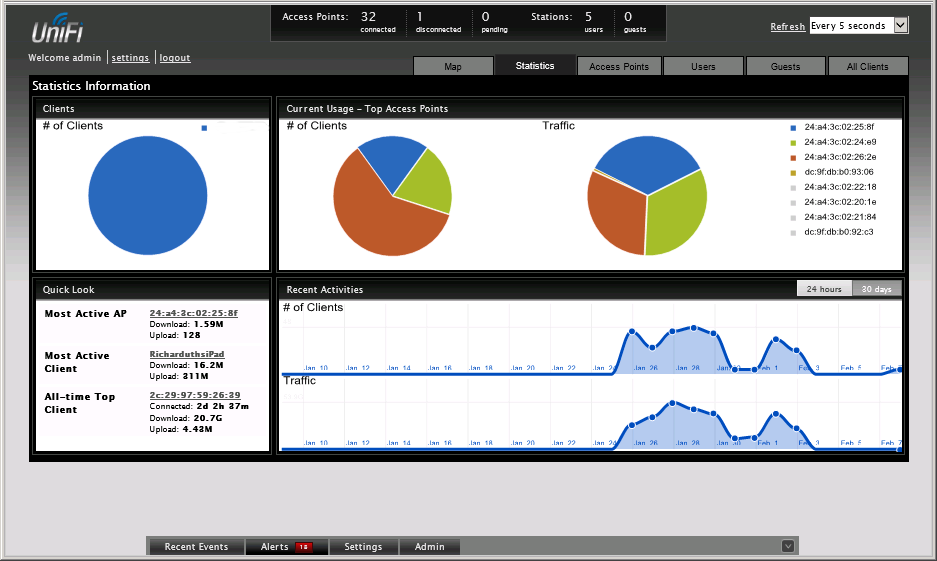 UniFi
Access Points: 32 1 0 Stations: 5 0
connected disconnected pending users guests
Refresh Every 5 seconds
Welcome admin settings logout
Map Statistics Access Points Users Guests All Clients
Statistics Information
Clients
# of Clients
Current Usage - Top Access Points
# of Clients
Traffic
24:a4:3c:02:25:8f
24:a4:3c:02:24:e9
24:a4:3c:02:26:2e
dc:9f:db:b0:93:06
24:a4:3c:02:22:18
24:a4:3c:02:20:1e
24:a4:3c:02:21:84
dc:9f:db:b0:92:c3
Quick Look
Most Active AP
24:a4:3c:02:25:8f
Download: 1.59M
Upload: 128
Most Active
Client
RicharduthsiPad
Download: 16.2M
Upload: 311M
All-time Top
Client
2c:29:97:59:26:39
Connected: 2d 2h 37m
Download: 20.7G
Upload: 4.43M
Recent Activities
24 hours 30 days
# of Clients
Jan 10 Jan 12 Jan 14 Jan 16 Jan 18 Jan 20 Jan 22 Jan 24 Jan 26 Jan 28 Jan Feb 1 Feb 3 Feb 5 Feb
Traffic
Jan 10 Jan 12 Jan 14 Jan 16 Jan 18 Jan 20 Jan 22 Jan 24 Jan 26 Jan 28 Jan Feb 1 Feb 3 Feb 5 Feb 7
Recent Events Alerts Settings Admin